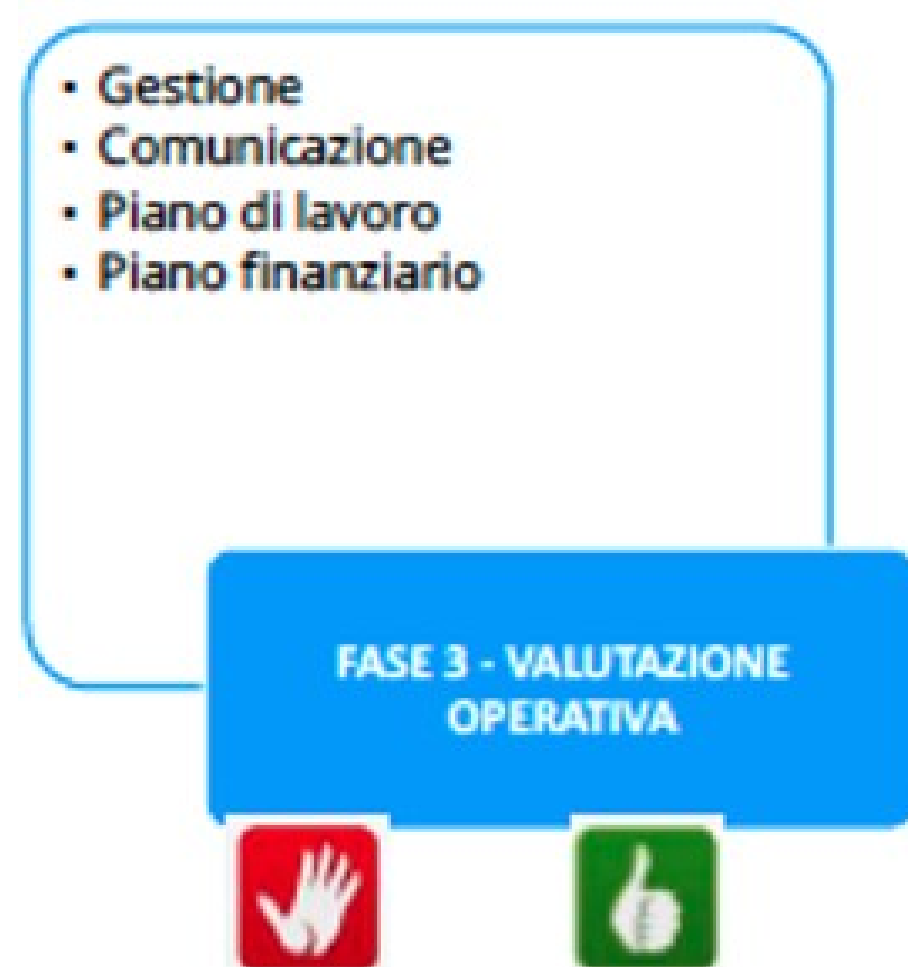 • Gestione
• Comunicazione
• Piano di lavoro
• Piano finanziario
FASE 3 - VALUTAZIONE
OPERATIVA